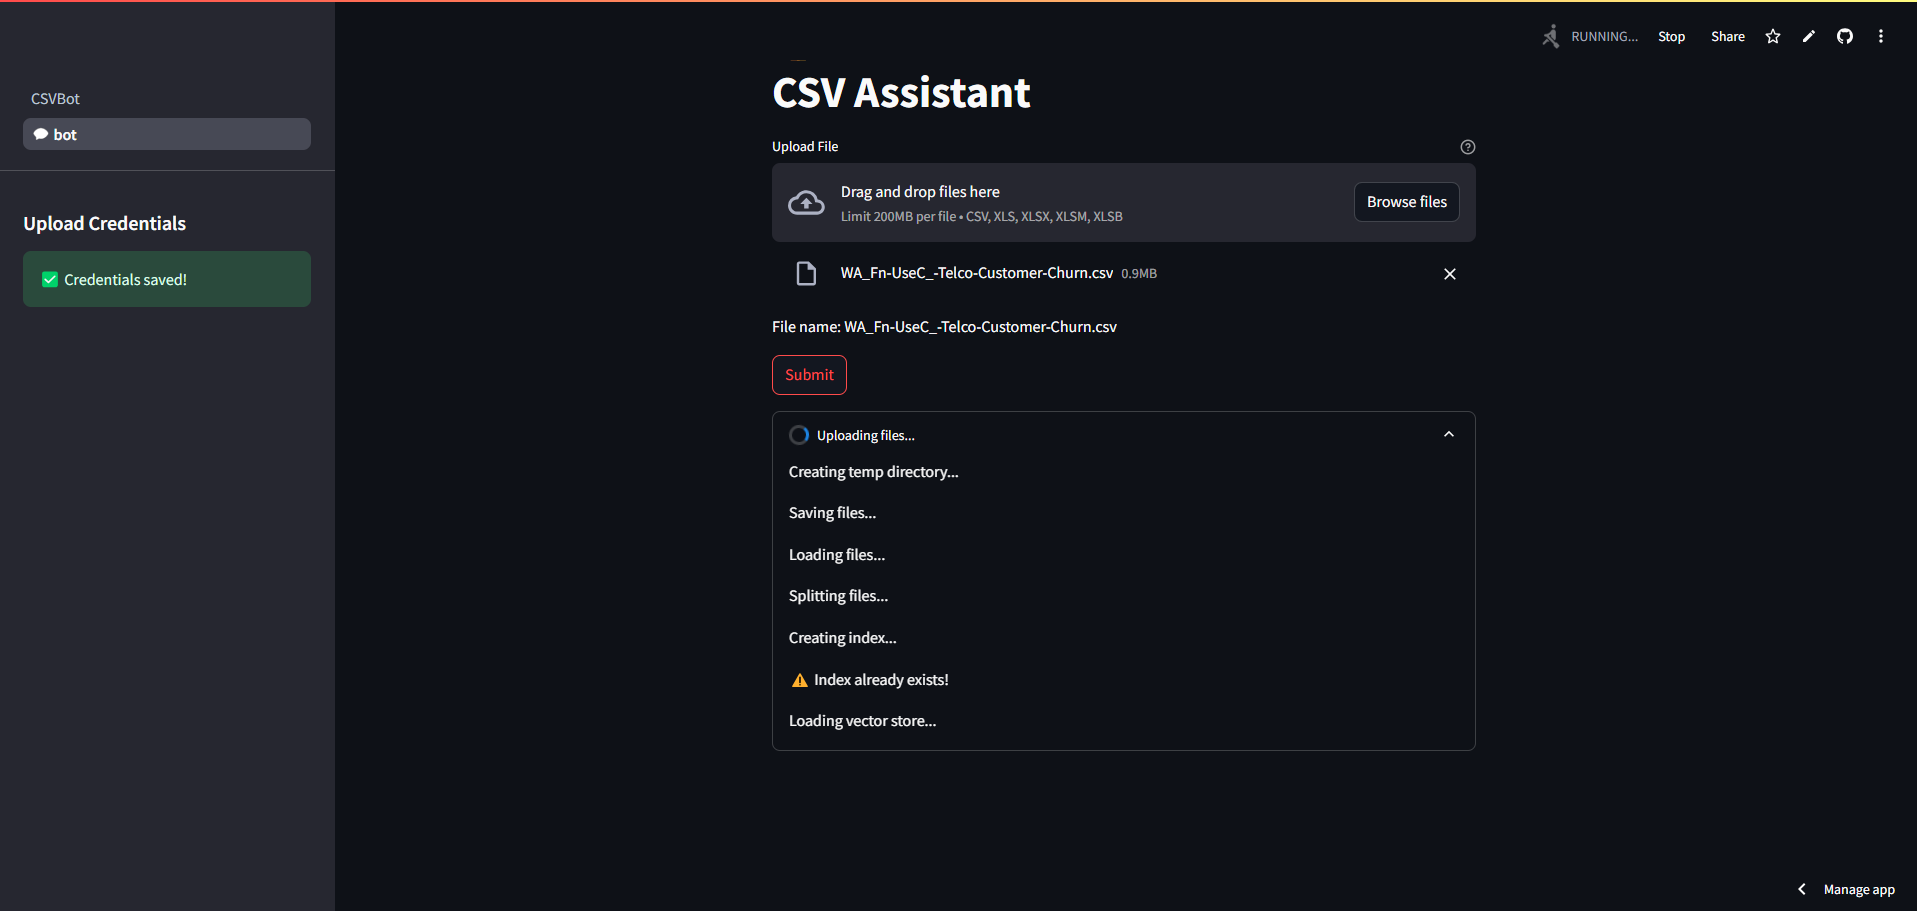 RUNNING...
Stop
Share
CSVBot
bot
Upload Credentials
Credentials saved!
CSV Assistant
Upload File
Drag and drop files here
Limit 200MB per file • CSV, XLS, XLSX, XLSM, XLSB
Browse files
WA_Fn-UseC_-Telco-Customer-Churn.csv 0.9MB
File name: WA_Fn-UseC_-Telco-Customer-Churn.csv
Submit
Uploading files...
Creating temp directory...
Saving files...
Loading files...
Splitting files...
Creating index...
Index already exists!
Loading vector store...
Manage app